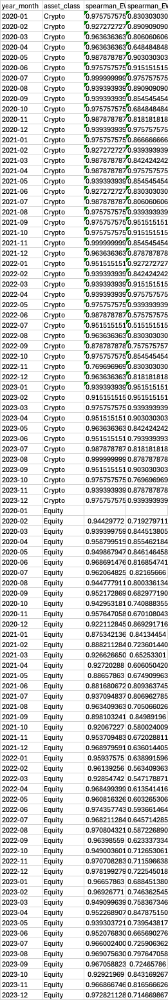 year_month asset_class spearman_EV spearman_EV
2020-01 Crypto 0.975757575 0.830303030
2020-02 Crypto 0.927272727 0.890909090
2020-03 Crypto 0.963636363 0.806060606
2020-04 Crypto 0.963636363 0.648484848
2020-05 Crypto 0.987878787 0.903030303
2020-06 Crypto 0.975757575 0.915151515
2020-07 Crypto 0.999999999 0.975757575
2020-08 Crypto 0.939393939 0.890909090
2020-09 Crypto 0.939393939 0.854545454
2020-10 Crypto 0.975757575 0.684848484
2020-11 Crypto 0.987878787 0.818181818
2020-12 Crypto 0.939393939 0.975757575
2021-01 Crypto 0.975757575 0.866666666
2021-02 Crypto 0.927272727 0.939393939
2021-03 Crypto 0.987878787 0.842424242
2021-04 Crypto 0.987878787 0.975757575
2021-05 Crypto 0.939393939 0.854545454
2021-06 Crypto 0.927272727 0.830303030
2021-07 Crypto 0.987878787 0.806060606
2021-08 Crypto 0.975757575 0.939393939
2021-09 Crypto 0.975757575 0.951515151
2021-10 Crypto 0.975757575 0.915151515
2021-11 Crypto 0.999999999 0.854545454
2021-12 Crypto 0.963636363 0.878787878
2022-01 Crypto 0.951515151 0.927272727
2022-02 Crypto 0.939393939 0.842424242
2022-03 Crypto 0.939393939 0.915151515
2022-04 Crypto 0.939393939 0.975757575
2022-05 Crypto 0.975757575 0.939393939
2022-06 Crypto 0.987878787 0.575757575
2022-07 Crypto 0.951515151 0.515151515
2022-08 Crypto 0.963636363 0.830303030
2022-09 Crypto 0.878787878 0.757575757
2022-10 Crypto 0.975757575 0.854545454
2022-11 Crypto 0.769696969 0.830303030
2022-12 Crypto 0.963636363 0.818181818
2023-01 Crypto 0.939393939 0.951515151
2023-02 Crypto 0.915151515 0.951515151
2023-03 Crypto 0.975757575 0.939393939
2023-04 Crypto 0.951515151 0.903030303
2023-05 Crypto 0.963636363 0.842424242
2023-06 Crypto 0.951515151 0.793939393
2023-07 Crypto 0.987878787 0.818181818
2023-08 Crypto 0.999999999 0.878787878
2023-09 Crypto 0.951515151 0.903030303
2023-10 Crypto 0.975757575 0.769696969
2023-11 Crypto 0.939393939 0.878787878
2023-12 Crypto 0.975757575 0.939393939
2020-01 Equity
2020-02 Equity 0.94429772 0.719279711
2020-03 Equity 0.939399759 0.844513805
2020-04 Equity 0.958799519 0.855462184
2020-05 Equity 0.949867947 0.846146458
2020-06 Equity 0.968691476 0.816854741
2020-07 Equity 0.962064825 0.82165666
2020-08 Equity 0.944777911 0.800336134
2020-09 Equity 0.952172869 0.682977190
2020-10 Equity 0.942953181 0.740888355
2020-11 Equity 0.957647058 0.670108043
2020-12 Equity 0.922112845 0.869291716
2021-01 Equity 0.875342136 0.84134454
2021-02 Equity 0.888211284 0.723601440
2021-03 Equity 0.926626650 0.65253301
2021-04 Equity 0.92720288 0.606050420
2021-05 Equity 0.88657863 0.674909963
2021-06 Equity 0.881680672 0.809363745
2021-07 Equity 0.937094837 0.806962785
2021-08 Equity 0.963409363 0.705066026
2021-09 Equity 0.898103241 0.84989196
2021-10 Equity 0.92067227 0.580024009
2021-11 Equity 0.953709483 0.672028811
2021-12 Equity 0.968979591 0.636014405
2022-01 Equity 0.95937575 0.638991596
2022-02 Equity 0.96139256 0.563409363
2022-03 Equity 0.92854742 0.547178871
2022-04 Equity 0.968499399 0.613541416
2022-05 Equity 0.960816326 0.603265306
2022-06 Equity 0.974357743 0.593661464
2022-07 Equity 0.968211284 0.645714285
2022-08 Equity 0.970804321 0.587226890
2022-09 Equity 0.96398559 0.623337334
2022-10 Equity 0.949003601 0.712653061
2022-11 Equity 0.970708283 0.711596638
2022-12 Equity 0.978199279 0.722545018
2023-01 Equity 0.96657863 0.688451380
2023-02 Equity 0.96926771 0.746362545
2023-03 Equity 0.949099639 0.758367346
2023-04 Equity 0.952268907 0.847875150
2023-05 Equity 0.939303721 0.739543817
2023-06 Equity 0.952076830 0.665690276
2023-07 Equity 0.966002400 0.725906362
2023-08 Equity 0.969075630 0.797647058
2023-09 Equity 0.967058823 0.72465786
2023-10 Equity 0.92921969 0.843169267
2023-11 Equity 0.966866746 0.816566626
2023-12 Equity 0.972821128 0.714669867